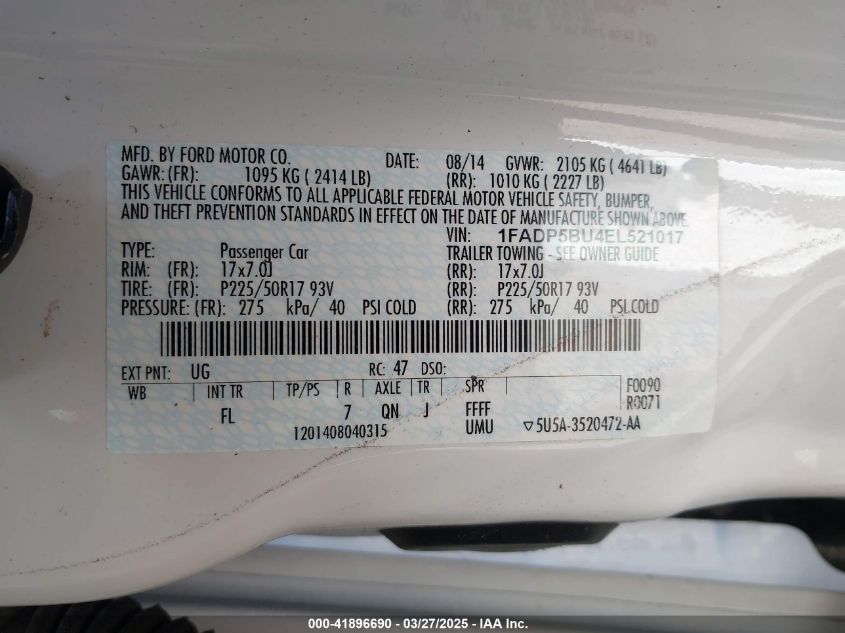 MFD. BY FORD MOTOR CO. DATE: 08/14 GVWR: 2105 KG ( 4641 LB)
GAWR:(FR): 1095 KG ( 2414 LB) (RR): 1010 KG ( 2227 LB)
THIS VEHICLE CONFORMS TO ALL APPLICABLE FEDERAL MOTOR VEHICLE SAFETY, BUMPER,
AND THEFT PREVENTION STANDARDS IN EFFECT ON THE DATE OF MANUFACTURE SHOWN ABOVE
VIN: 1FADP5BU4EL521017
TYPE: Passenger Car TRAILER TOWING - SEE OWNER GUIDE
RIM: (FR): 17x7.0J (RR): 17x7.0J
TIRE: (FR): P225/50R17 93V (RR): P225/50R17 93V
PRESSURE: (FR): 275 kPa/ 40 PSI COLD (RR): 275 kPa/ 40 PSI COLD
EXT PNT: UG RC: 47 DSO:
WB INT TR TP/PS R AXLE TR SPR F0090
FL 7 QN J FFFF R0071
1201408040315 UMU 5U5A-3520472-AA
000-41896690 - 03/27/2025 - IAA Inc.